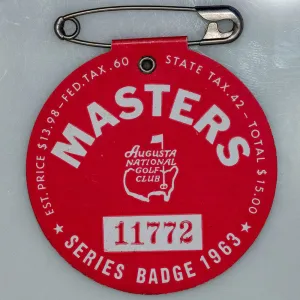 EST. PRICE $13.98–FED. TAX .60 STATE TAX .42–TOTAL $15.00
MASTERS
AUGUSTA
NATIONAL
GOLF
CLUB
11772
★ SERIES BADGE 1963 ★